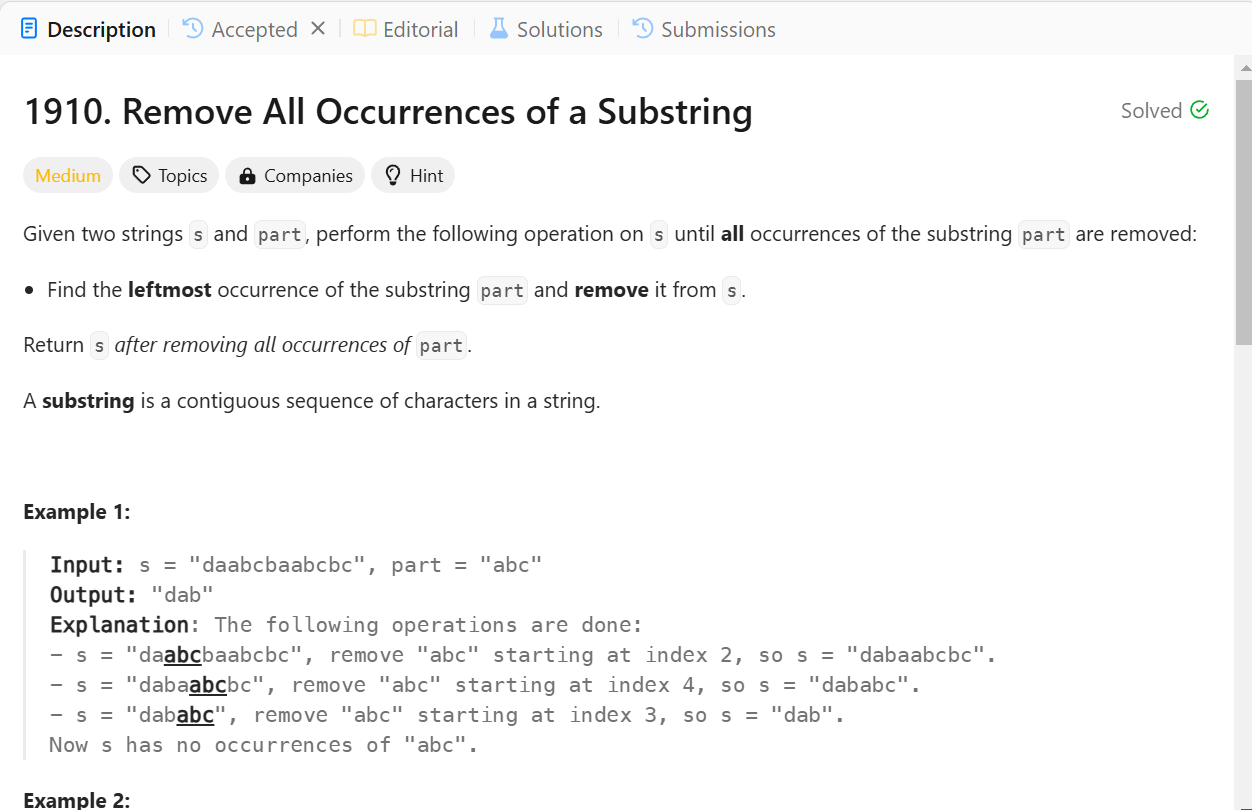 Description Accepted Editorial Solutions Submissions
1910. Remove All Occurrences of a Substring
Solved
Medium Topics Companies Hint
Given two strings s and part, perform the following operation on s until all occurrences of the substring part are removed:
• Find the leftmost occurrence of the substring part and remove it from s.
Return s after removing all occurrences of part.
A substring is a contiguous sequence of characters in a string.
Example 1:
Input: s = "daabcbaabcbc", part = "abc"
Output: "dab"
Explanation: The following operations are done:
- s = "daabcbaabcbc", remove "abc" starting at index 2, so s = "dabaabcbc".
- s = "dabaabcbc", remove "abc" starting at index 4, so s = "dababc".
- s = "dababc", remove "abc" starting at index 3, so s = "dab".
Now s has no occurrences of "abc".
Example 2: